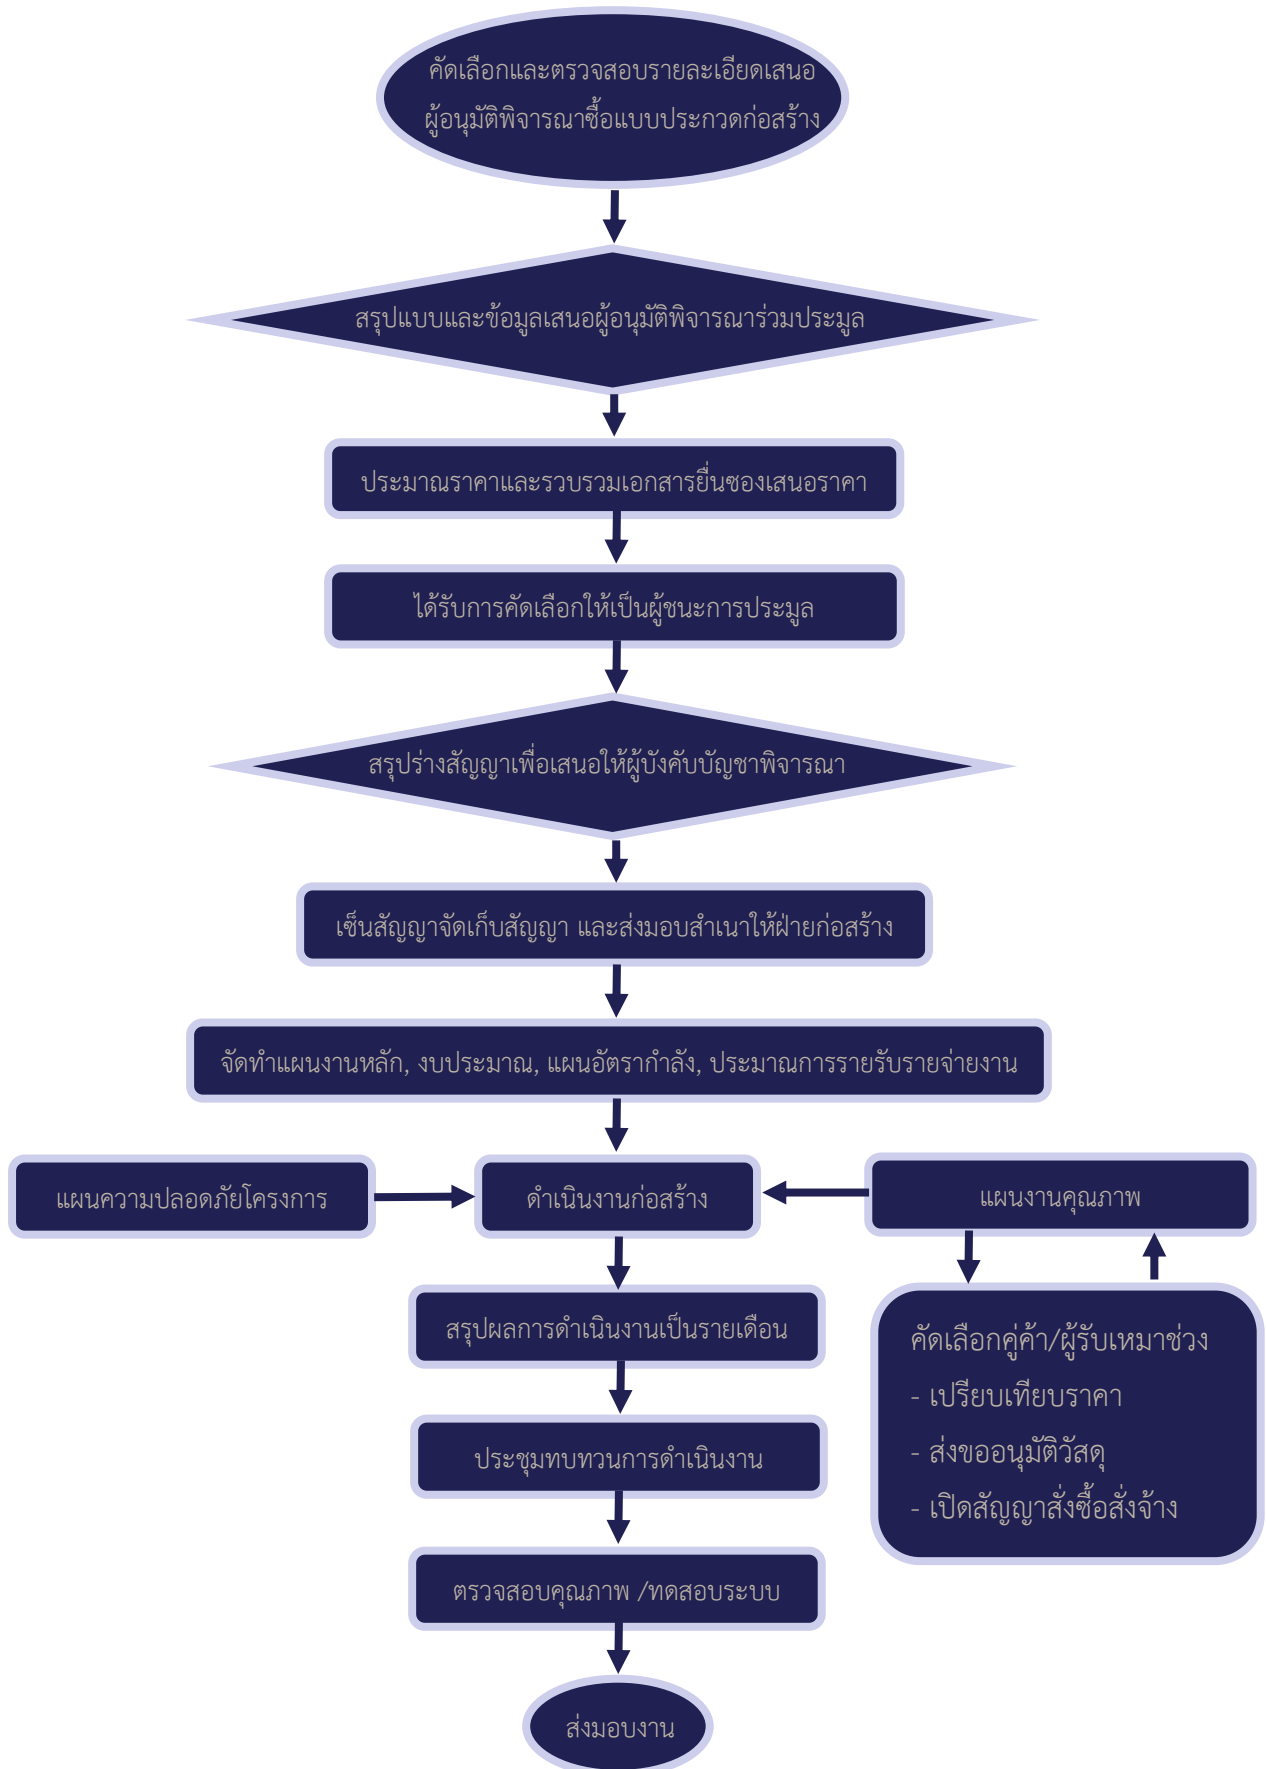 คัดเลือกและตรวจสอบรายละเอียดเสนอ
ผู้อนุมัติพิจารณาซื้อแบบประกวดก่อสร้าง
สรุปแบบและข้อมูลเสนอผู้อนุมัติพิจารณาร่วมประมูล
ประมาณราคาและรวบรวมเอกสารยื่นซองเสนอราคา
ได้รับการคัดเลือกให้เป็นผู้ชนะการประมูล
สรุปร่างสัญญาเพื่อเสนอให้ผู้บังคับบัญชาพิจารณา
เซ็นสัญญาจัดเก็บสัญญา และส่งมอบสำเนาให้ฝ่ายก่อสร้าง
จัดทำแผนงานหลัก, งบประมาณ, แผนอัตรากำลัง, ประมาณการรายรับรายจ่ายงาน
แผนความปลอดภัยโครงการ
ดำเนินงานก่อสร้าง
แผนงานคุณภาพ
สรุปผลการดำเนินงานเป็นรายเดือน
คัดเลือกคู่ค้า/ผู้รับเหมาช่วง
- เปรียบเทียบราคา
- ส่งขออนุมัติวัสดุ
- เปิดสัญญาสั่งซื้อสั่งจ้าง
ประชุมทบทวนการดำเนินงาน
ตรวจสอบคุณภาพ /ทดสอบระบบ
ส่งมอบงาน